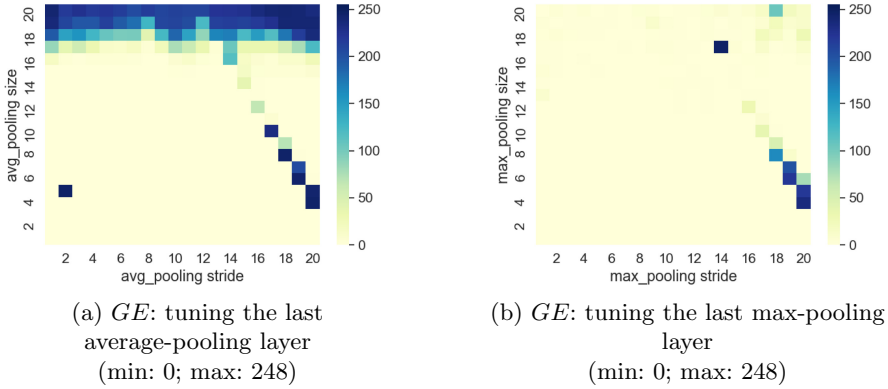 20
18
16
14
12
10
8
6
4
2
avg_pooling size
2 4 6 8 10 12 14 16 18 20
avg_pooling stride
250
200
150
100
50
0
(a) GE: tuning the last
average-pooling layer
(min: 0; max: 248)
20
18
16
14
12
10
8
6
4
2
max_pooling size
2 4 6 8 10 12 14 16 18 20
max_pooling stride
250
200
150
100
50
0
(b) GE: tuning the last max-pooling
layer
(min: 0; max: 248)